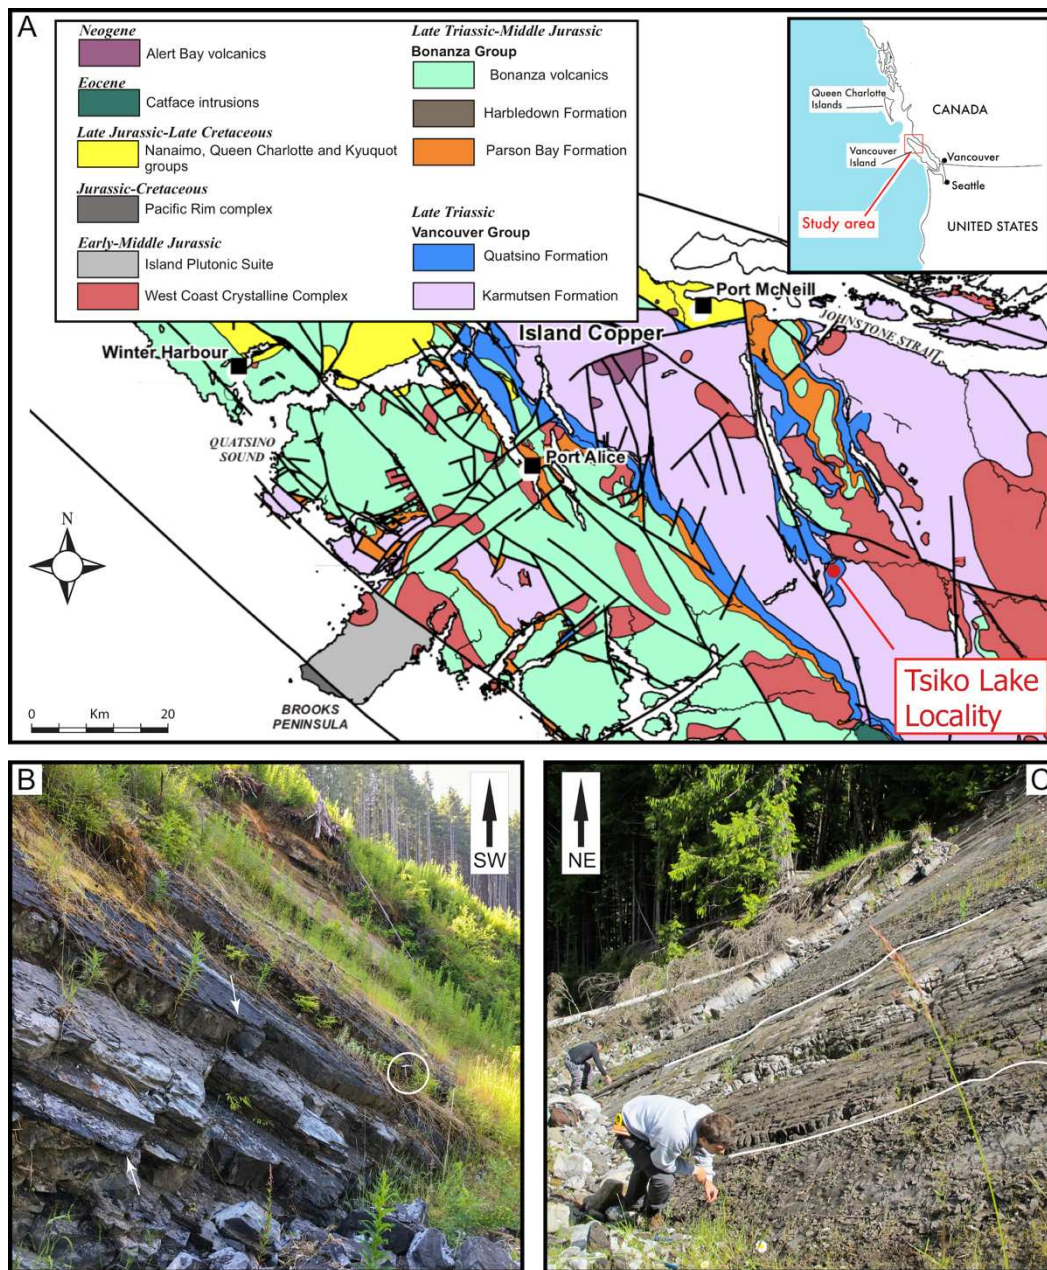 A
Neogene
Alert Bay volcanics
Eocene
Catface intrusions
Late Jurassic-Late Cretaceous
Nanaimo, Queen Charlotte and Kyuquot
groups
Jurassic-Cretaceous
Pacific Rim complex
Early-Middle Jurassic
Island Plutonic Suite
West Coast Crystalline Complex
Late Triassic-Middle Jurassic
Bonanza Group
Bonanza volcanics
Harbledown Formation
Parson Bay Formation
Late Triassic
Vancouver Group
Quatsino Formation
Karmutsen Formation
Queen Charlotte
Islands
CANADA
Vancouver
Island
Vancouver
Seattle
Study area
UNITED STATES
Port McNeill
Island Copper
JOHNSTONE STRAIT
Winter Harbour
QUATSINO
SOUND
Port Alice
N
Tsiko Lake
Locality
BROOKS
PENINSULA
0 Km 20
B
SW
NE
C